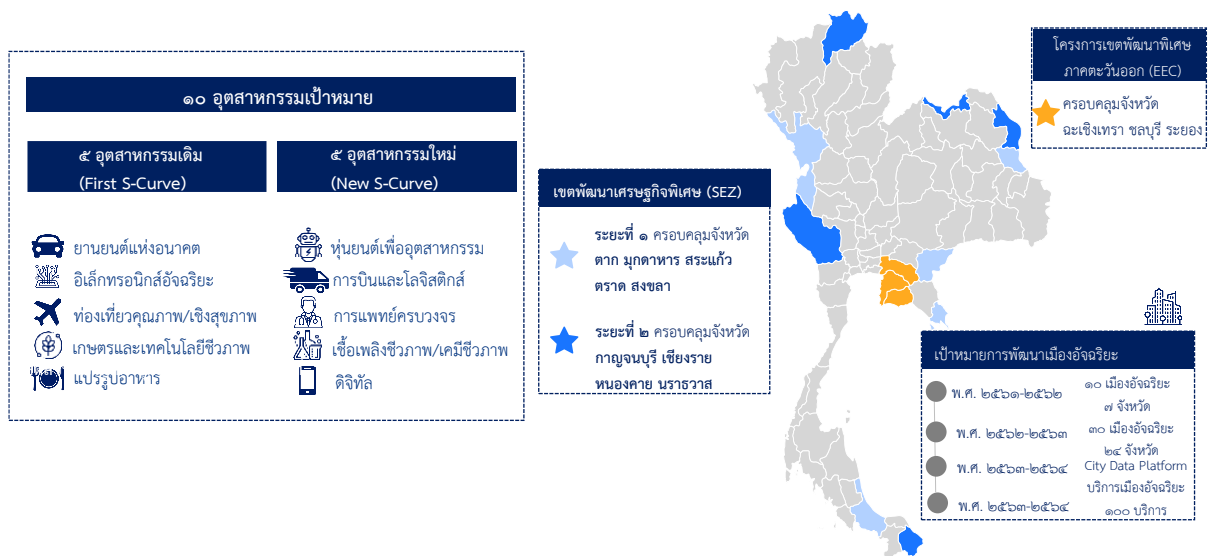 ๑๐ อุตสาหกรรมเป้าหมาย
๕ อุตสาหกรรมเดิม
(First S-Curve)
๕ อุตสาหกรรมใหม่
(New S-Curve)
ยานยนต์แห่งอนาคต
อิเล็กทรอนิกส์อัจฉริยะ
ท่องเที่ยวคุณภาพ/เชิงสุขภาพ
เกษตรและเทคโนโลยีชีวภาพ
แปรรูปอาหาร
หุ่นยนต์เพื่ออุตสาหกรรม
การบินและโลจิสติกส์
การแพทย์ครบวงจร
เชื้อเพลิงชีวภาพ/เคมีชีวภาพ
ดิจิทัล
เขตพัฒนาเศรษฐกิจพิเศษ (SEZ)
ระยะที่ ๑ ครอบคลุมจังหวัด
ตาก มุกดาหาร สระแก้ว
ตราด สงขลา
ระยะที่ ๒ ครอบคลุมจังหวัด
กาญจนบุรี เชียงราย
หนองคาย นราธิวาส
โครงการเขตพัฒนาพิเศษ
ภาคตะวันออก (EEC)
ครอบคลุมจังหวัด
ฉะเชิงเทรา ชลบุรี ระยอง
เป้าหมายการพัฒนาเมืองอัจฉริยะ
พ.ศ. ๒๕๖๑-๒๕๖๒
๑๐ เมืองอัจฉริยะ
๗ จังหวัด
พ.ศ. ๒๕๖๒-๒๕๖๓
๓๐ เมืองอัจฉริยะ
๒๔ จังหวัด
พ.ศ. ๒๕๖๓-๒๕๖๔
City Data Platform
บริการเมืองอัจฉริยะ
พ.ศ. ๒๕๖๓-๒๕๖๔
๑๐๐ บริการ